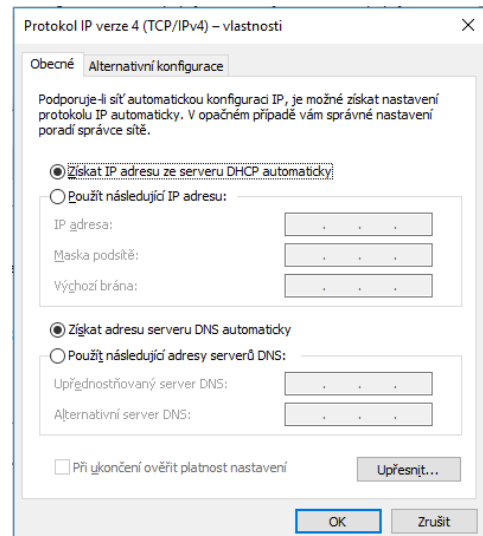 Protokol IP verze 4 (TCP/IPv4) – vlastnosti
Obecné
Alternativní konfigurace
Podporuje-li síť automatickou konfiguraci IP, je možné získat nastavení
protokolu IP automaticky. V opačném případě vám správné nastavení
poradí správce sítě.
Získat IP adresu ze serveru DHCP automaticky
Použít následující IP adresu:
IP adresa:
Maska podsítě:
Výchozí brána:
Získat adresu serveru DNS automaticky
Použít následující adresy serverů DNS:
Upřednostňovaný server DNS:
Alternativní server DNS:
Při ukončení ověřit platnost nastavení
Upřesnit...
OK
Zrušit